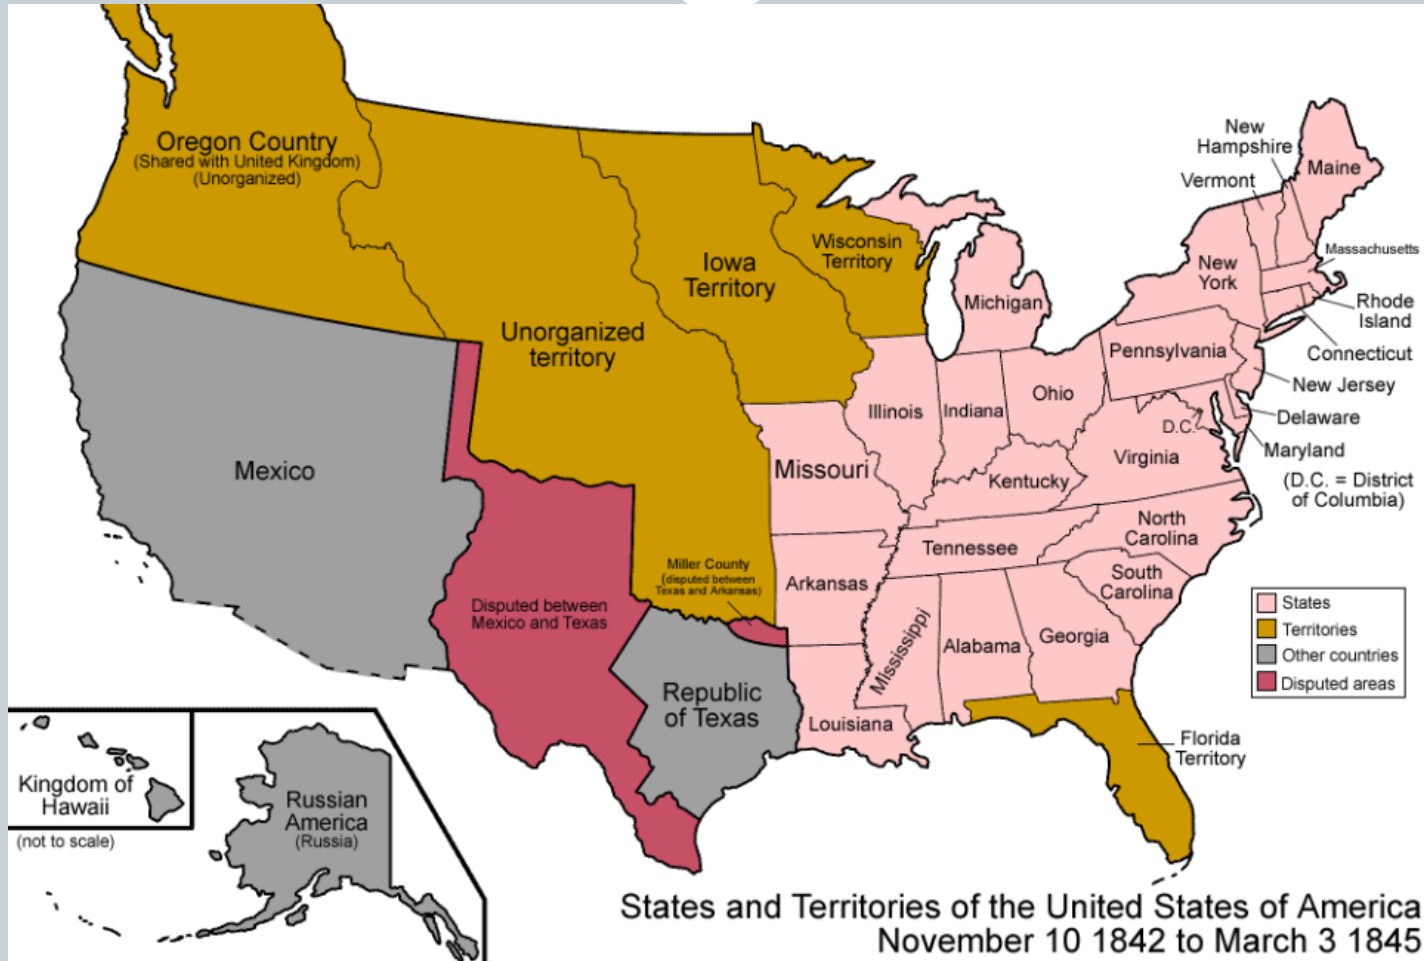 Oregon Country
(Shared with United Kingdom)
(Unorganized)
New
Hampshire
Maine
Vermont
Massachusetts
Wisconsin
Territory
Iowa
Territory
New
York
Michigan
Rhode
Island
Unorganized
territory
Pennsylvania
Connecticut
New Jersey
Ohio
Illinois
Indiana
Delaware
D.C.
Maryland
Mexico
Missouri
Virginia
Kentucky
(D.C. = District
of Columbia)
North
Carolina
Tennessee
Miller County
(disputed between
Texas and Arkansas)
Arkansas
South
Carolina
Disputed between
Mexico and Texas
Mississippi
Alabama
Georgia
States
Territories
Other countries
Disputed areas
Republic
of Texas
Louisiana
Florida
Territory
Kingdom of
Hawaii
(not to scale)
Russian
America
(Russia)
States and Territories of the United States of America
November 10 1842 to March 3 1845